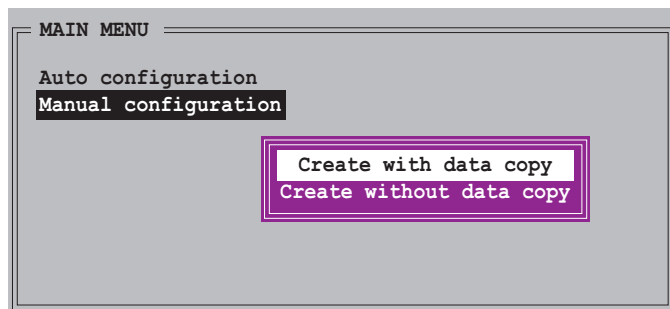 MAIN MENU
Auto configuration
Manual configuration
Create with data copy
Create without data copy